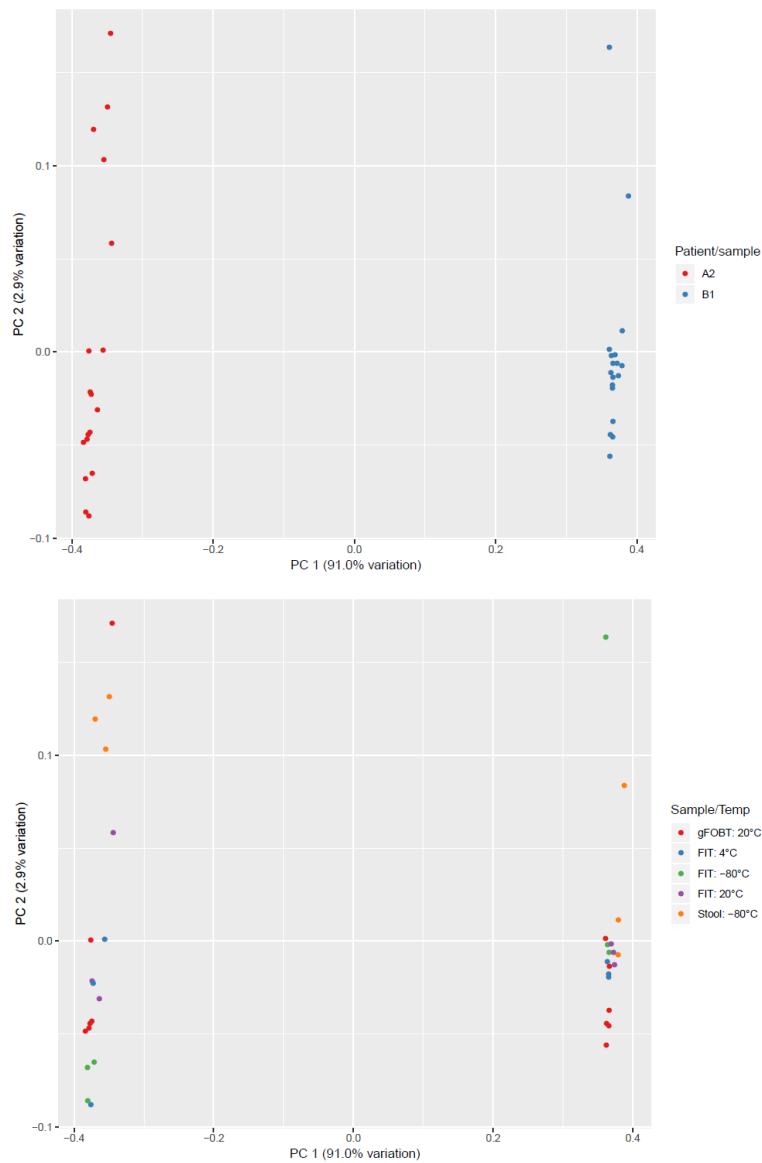 0.1
0.0
−0.1
PC 2 (2.9% variation)
−0.4
−0.2
0.0
0.2
0.4
PC 1 (91.0% variation)
Patient/sample
A2
B1
0.1
0.0
−0.1
PC 2 (2.9% variation)
−0.4
−0.2
0.0
0.2
0.4
PC 1 (91.0% variation)
Sample/Temp
gFOBT: 20°C
FIT: 4°C
FIT: −80°C
FIT: 20°C
Stool: −80°C